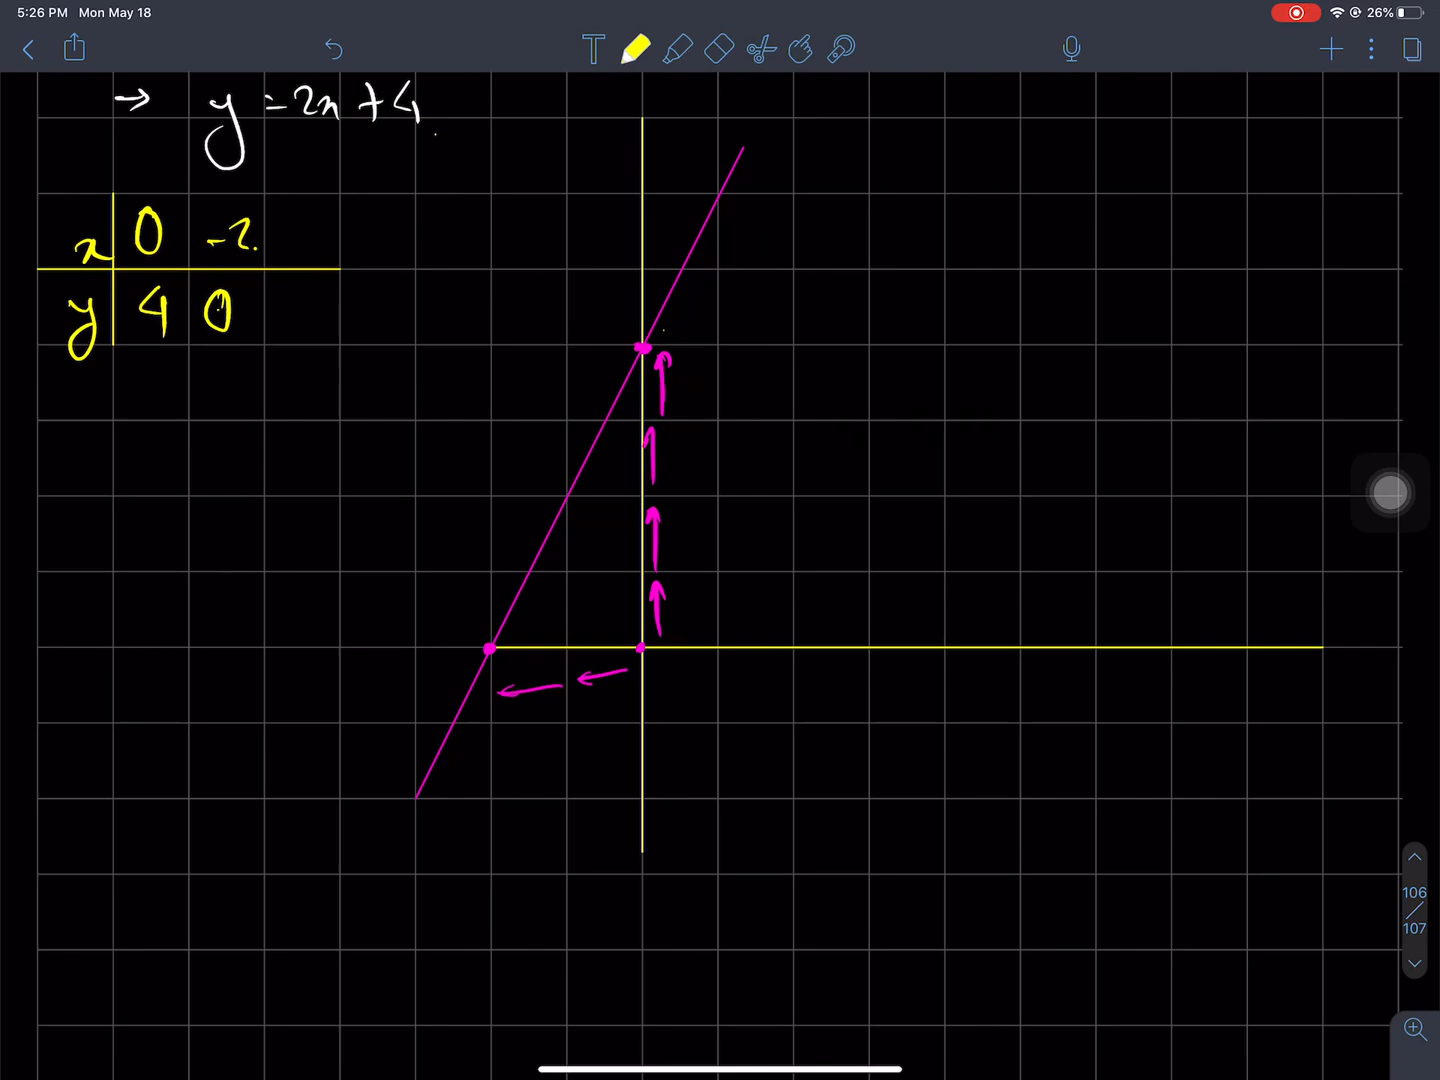 5:26 PM Mon May 18
26%
T
→ y = 2x + 4
x 0 -2
y 4 0
106
107